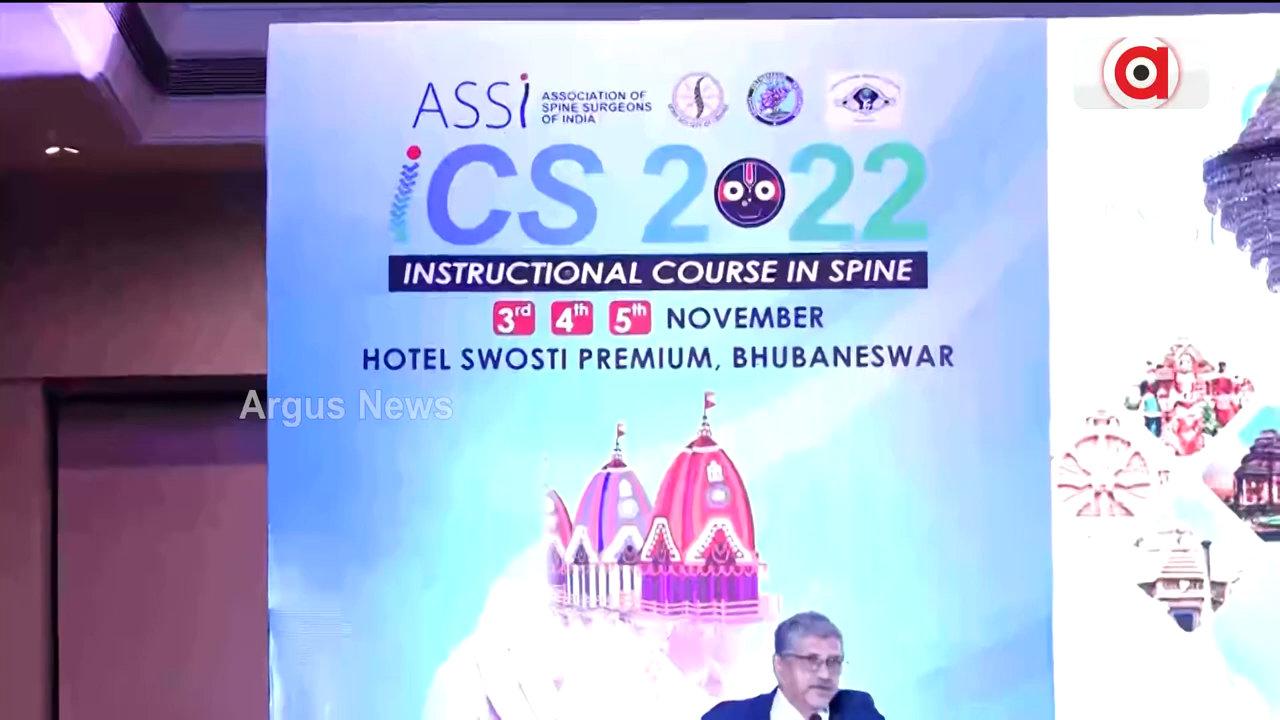 ASSI
ASSOCIATION OF
SPINE SURGEONS
OF INDIA
iCS 2022
INSTRUCTIONAL COURSE IN SPINE
3rd 4th 5th NOVEMBER
HOTEL SWOSTI PREMIUM, BHUBANESWAR
Argus News
a